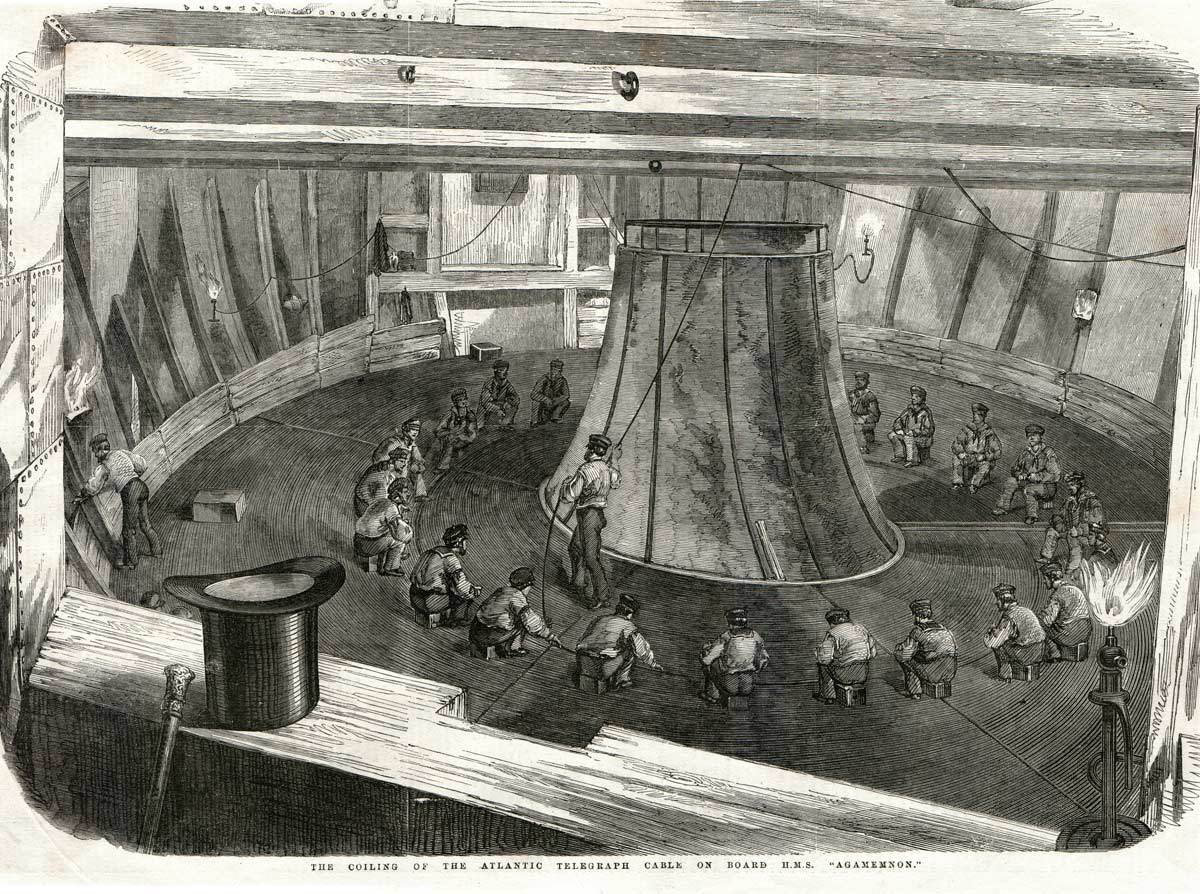 THE COILING OF THE ATLANTIC TELEGRAPH CABLE ON BOARD H.M.S. "AGAMEMNON."